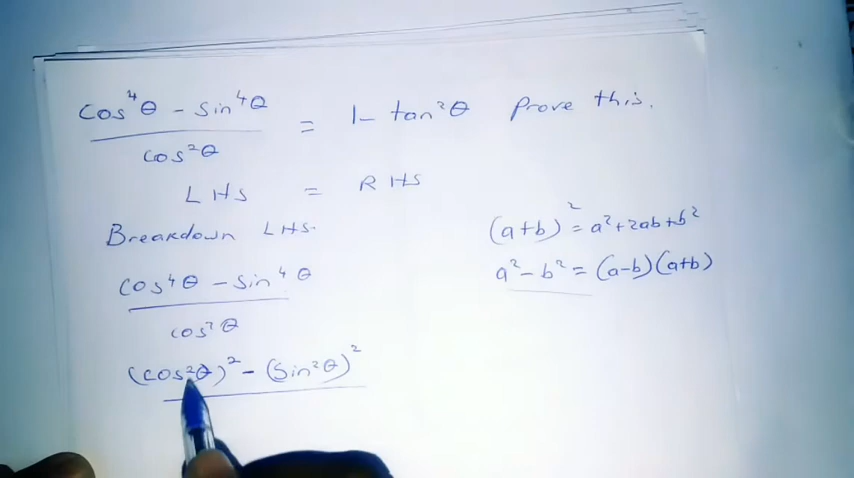 cos⁴θ - sin⁴θ / cos²θ = 1 - tan²θ Prove this.
LHS = RHS
Breakdown LHS.
cos⁴θ - sin⁴θ / cos²θ
(cos²θ)² - (sin²θ)²
(a+b)² = a²+2ab+b²
a² - b² = (a-b)(a+b)